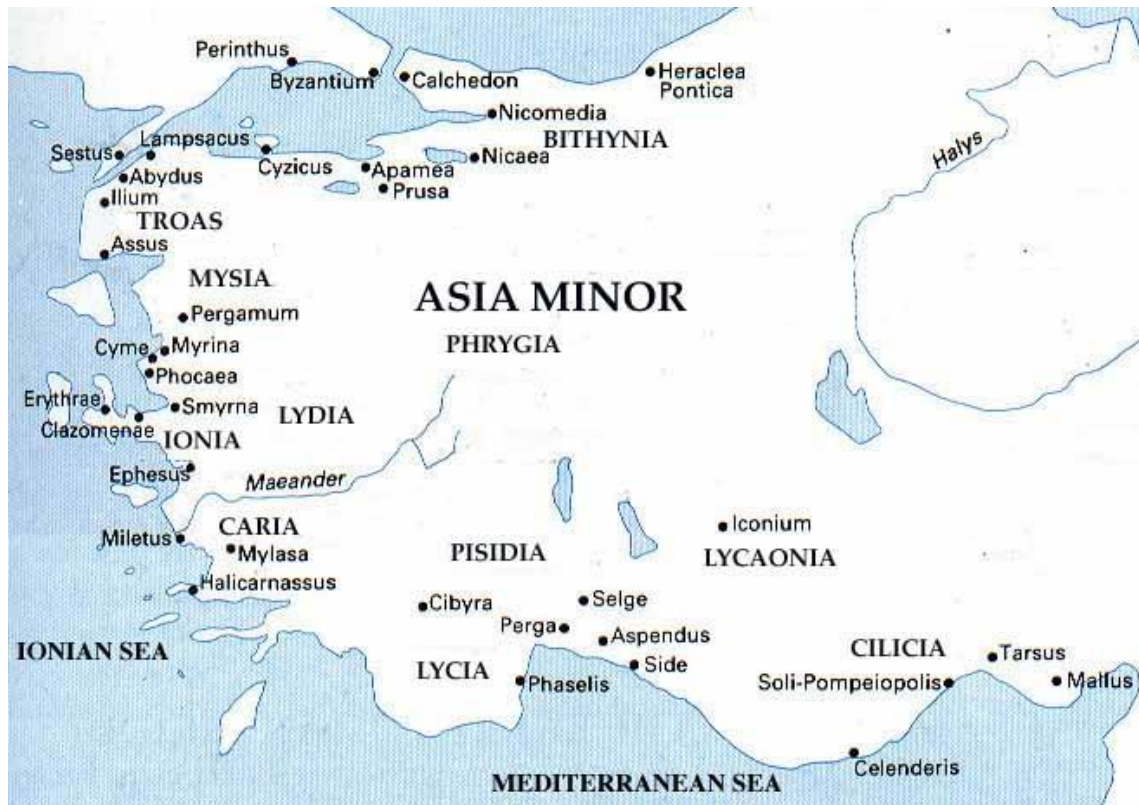 Perinthus
Byzantium
Calchedon
Heraclea
Pontica
Nicomedia
BITHYNIA
Halys
Sestus
Lampsacus
Cyzicus
Nicaea
Apamea
Abydus
Prusa
Ilium
TROAS
Assus
MYSIA
ASIA MINOR
Pergamum
PHRYGIA
Cyme
Myrina
Phocaea
Erythrae
Smyrna
LYDIA
Clazomenae
IONIA
Ephesus
Maeander
Miletus
CARIA
Mylasa
PISIDIA
Iconium
LYCAONIA
Halicarnassus
Cibyra
Selge
Perga
Aspendus
IONIAN SEA
LYCIA
Side
CILICIA
Tarsus
Phaselis
Soli-Pompeiopolis
Mallus
MEDITERRANEAN SEA
Celenderis